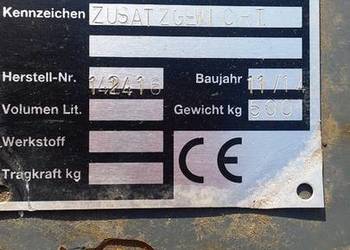 Kennzeichen ZUSATZGEWICHT
Herstell-Nr. 142416 Baujahr 11/14
Volumen Lit. Gewicht kg 500
Werkstoff
Tragkraft kg CE